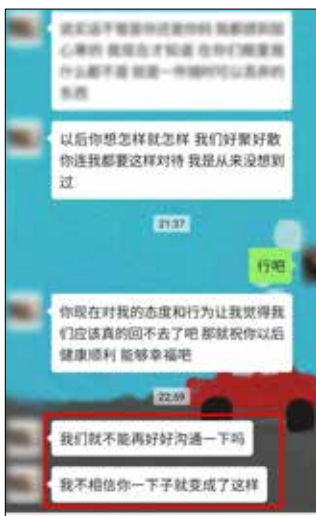 以后你想怎样就怎样 我们好聚好散
你连我都要这样对待 我是从来没想到
过
21:37
行吧
你现在对我的态度和行为让我觉得我
们应该真的回不去了吧 那就祝你以后
健康顺利 能够幸福吧
22:59
我们就不能再好好沟通一下吗
我不相信你一下子就变成了这样